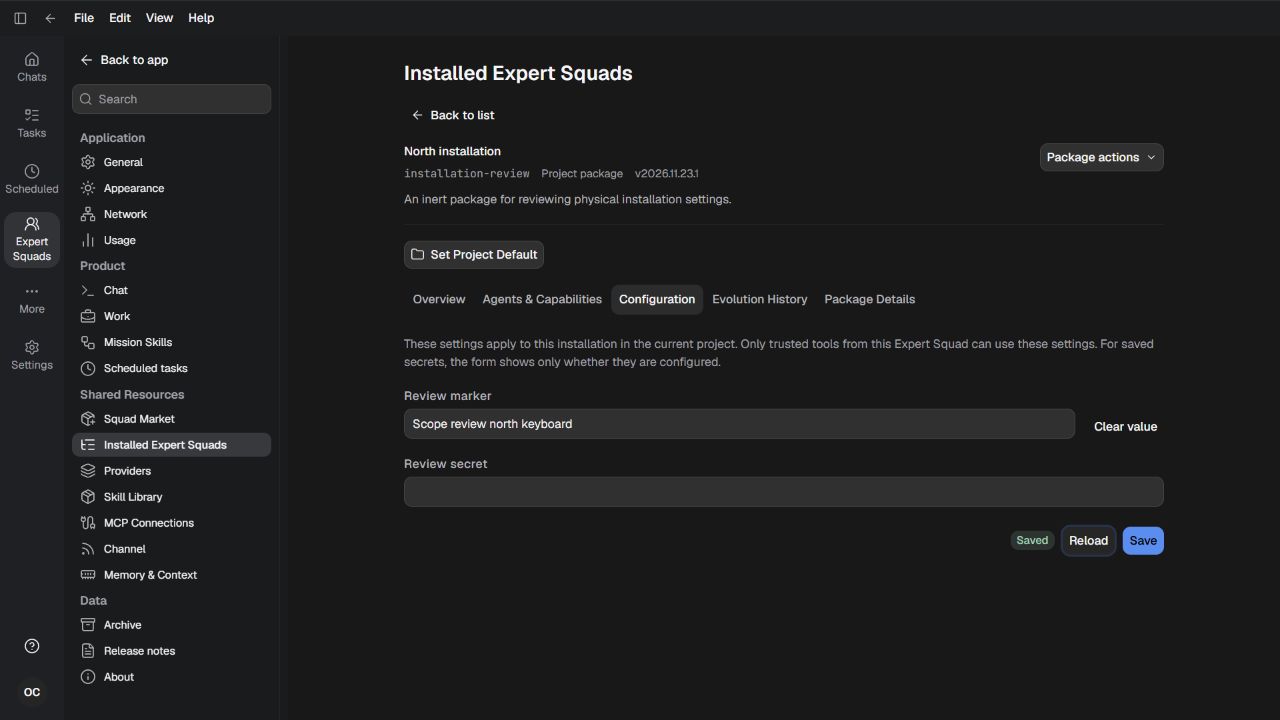 File Edit View Help
Chats
Tasks
Scheduled
Expert
Squads
More
Settings
OC
Back to app
Search
Application
General
Appearance
Network
Usage
Product
Chat
Work
Mission Skills
Scheduled tasks
Shared Resources
Squad Market
Installed Expert Squads
Providers
Skill Library
MCP Connections
Channel
Memory & Context
Data
Archive
Release notes
About
Installed Expert Squads
Back to list
North installation
Package actions
installation-review Project package v2026.11.23.1
An inert package for reviewing physical installation settings.
Set Project Default
Overview Agents & Capabilities Configuration Evolution History Package Details
These settings apply to this installation in the current project. Only trusted tools from this Expert Squad can use these settings. For saved
secrets, the form shows only whether they are configured.
Review marker
Scope review north keyboard Clear value
Review secret
Saved Reload Save